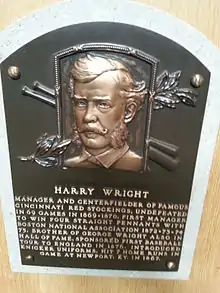 HARRY WRIGHT
MANAGER AND CENTERFIELDER OF FAMOUS
CINCINNATI RED STOCKINGS, UNDEFEATED
IN 69 GAMES IN 1869-1870. FIRST MANAGER
TO WIN FOUR STRAIGHT PENNANTS WITH
BOSTON NATIONAL ASSOCIATION 1872-73-74-
75. BROTHER OF GEORGE WRIGHT, ALSO IN
HALL OF FAME. SPONSORED FIRST BASEBALL
TOUR TO ENGLAND IN 1874. INTRODUCED
KNICKER UNIFORMS. HIT 7 HOME RUNS IN
GAME AT NEWPORT, KY. IN 1867.